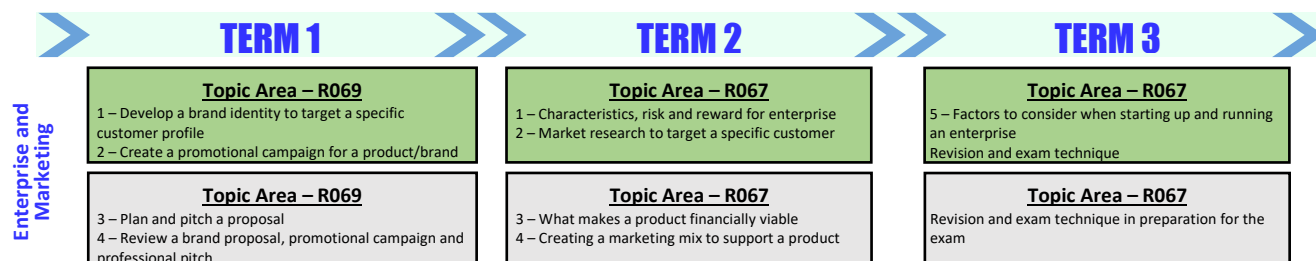 TERM 1
TERM 2
TERM 3
Enterprise and
Marketing
Topic Area – R069
1 – Develop a brand identity to target a specific
customer profile
2 – Create a promotional campaign for a product/brand
Topic Area – R067
1 – Characteristics, risk and reward for enterprise
2 – Market research to target a specific customer
Topic Area – R067
5 – Factors to consider when starting up and running
an enterprise
Revision and exam technique
Topic Area – R069
3 – Plan and pitch a proposal
4 – Review a brand proposal, promotional campaign and
professional pitch
Topic Area – R067
3 – What makes a product financially viable
4 – Creating a marketing mix to support a product
Topic Area – R067
Revision and exam technique in preparation for the
exam